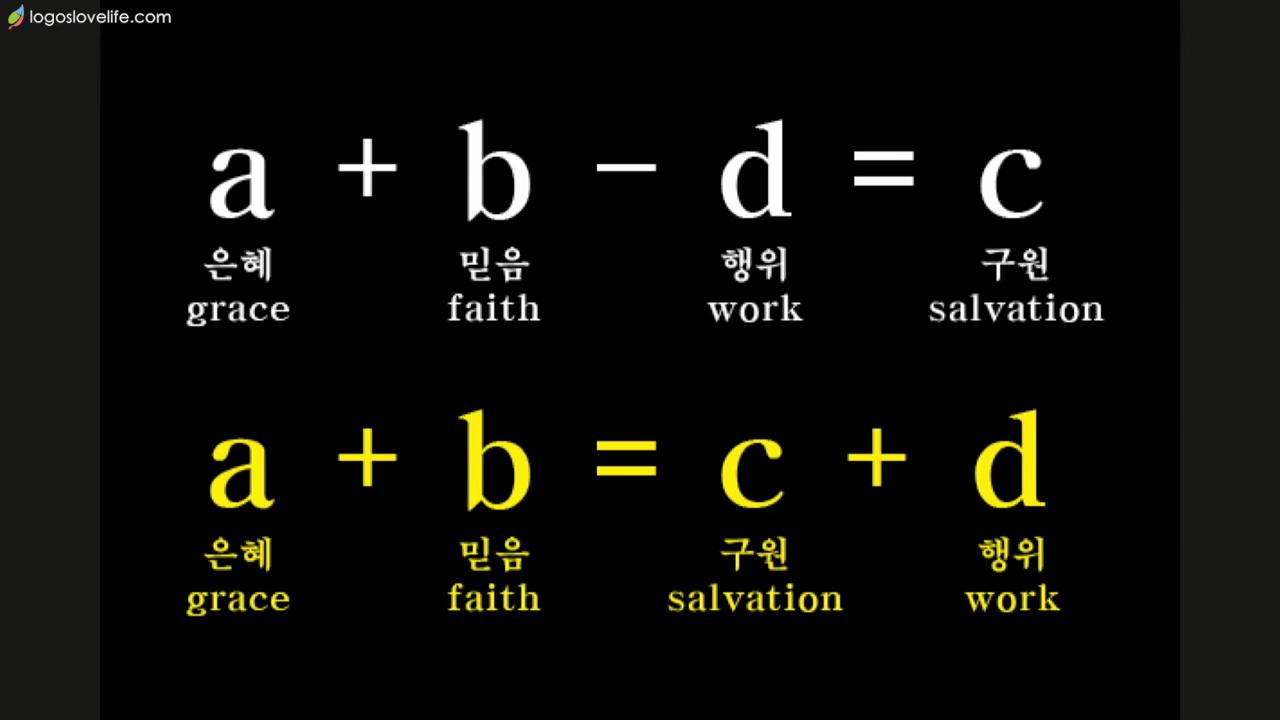 logoslovelife.com
a + b − d = c
은혜 믿음 행위 구원
grace faith work salvation
a + b = c + d
은혜 믿음 구원 행위
grace faith salvation work